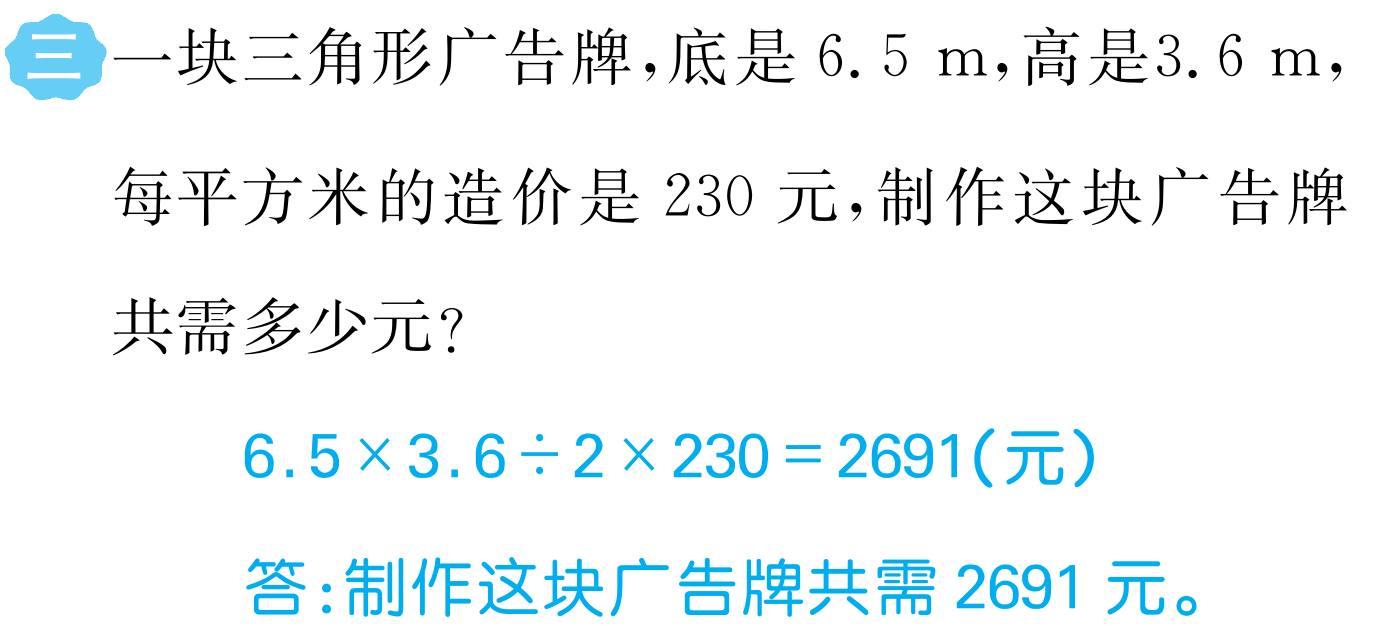 三 一块三角形广告牌,底是 6.5 m,高是3.6 m,
每平方米的造价是 230 元,制作这块广告牌
共需多少元?
6.5×3.6÷2×230=2691(元)
答:制作这块广告牌共需 2691 元。